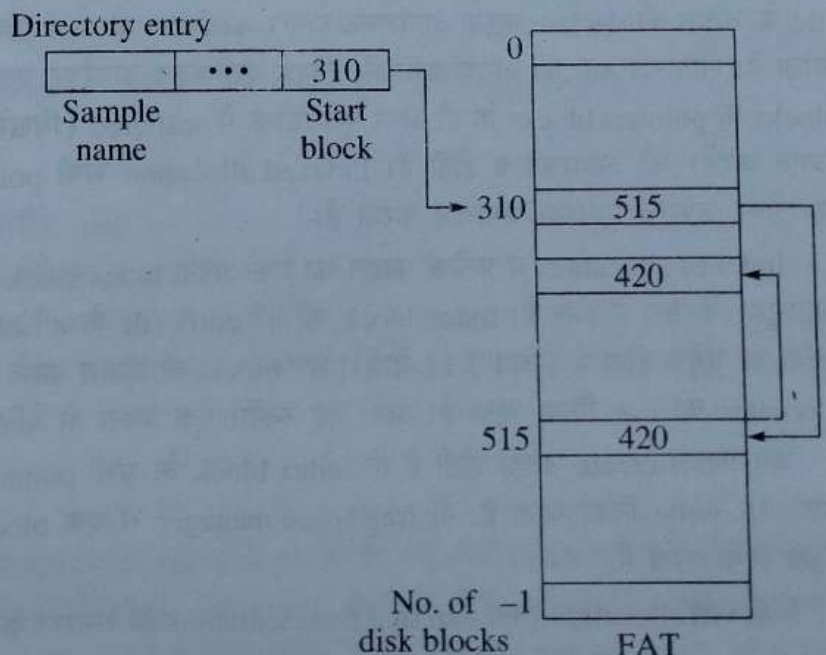 Directory entry
••• 310
Sample name
Start block
0
310 515
420
515 420
No. of –1
disk blocks
FAT